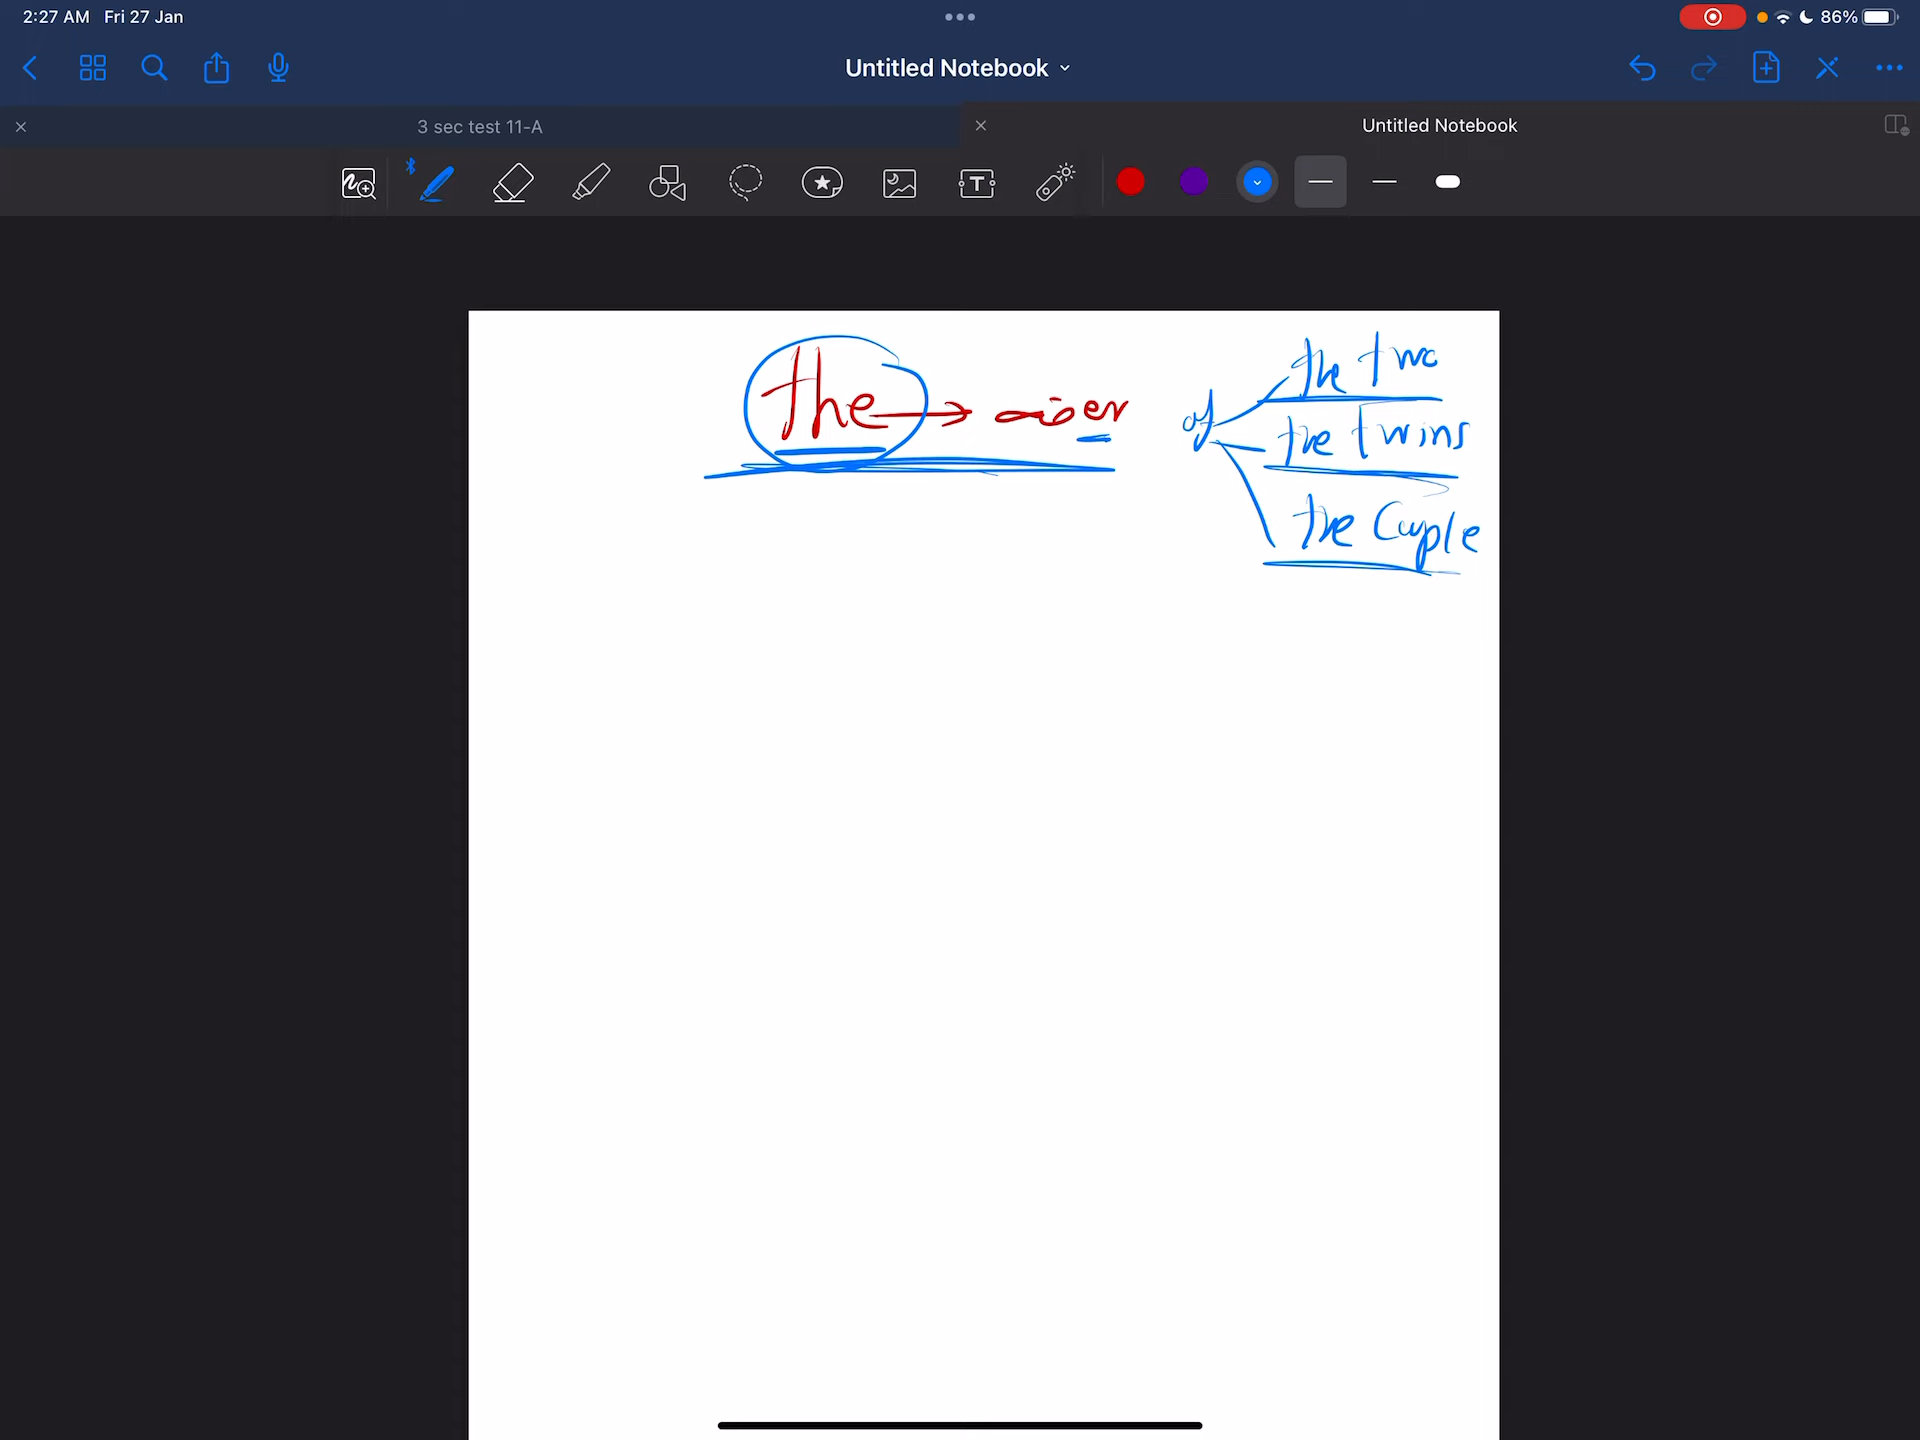 2:27 AM Fri 27 Jan
86%
Untitled Notebook
3 sec test 11-A
Untitled Notebook
T
the two
the → صفةer of
the twins
the Cuple